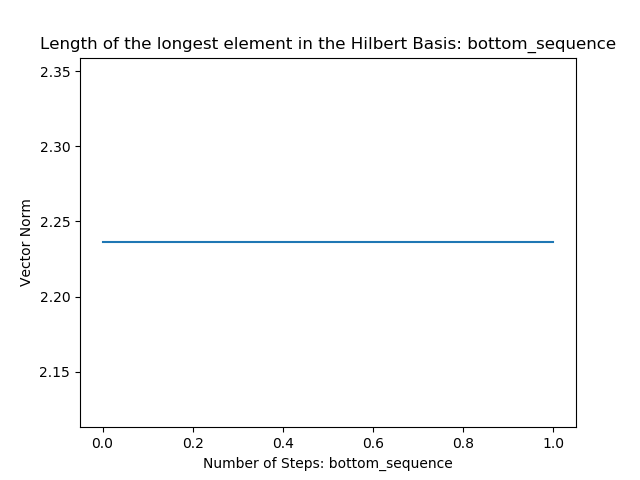 Length of the longest element in the Hilbert Basis: bottom_sequence
2.35
2.30
2.25
2.20
2.15
Vector Norm
0.0 0.2 0.4 0.6 0.8 1.0
Number of Steps: bottom_sequence